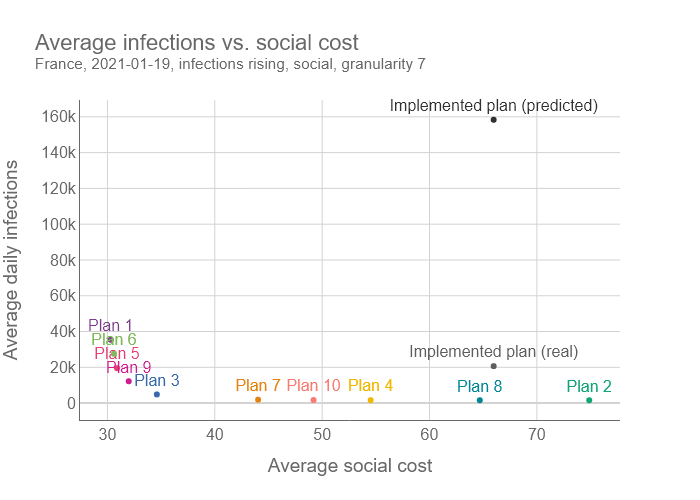 Average infections vs. social cost
France, 2021-01-19, infections rising, social, granularity 7
Average daily infections
160k
140k
120k
100k
80k
60k
40k
20k
0
Implemented plan (predicted)
Plan 1
Plan 6
Plan 5
Plan 9
Plan 3
Implemented plan (real)
Plan 7
Plan 10
Plan 4
Plan 8
Plan 2
30
40
50
60
70
Average social cost